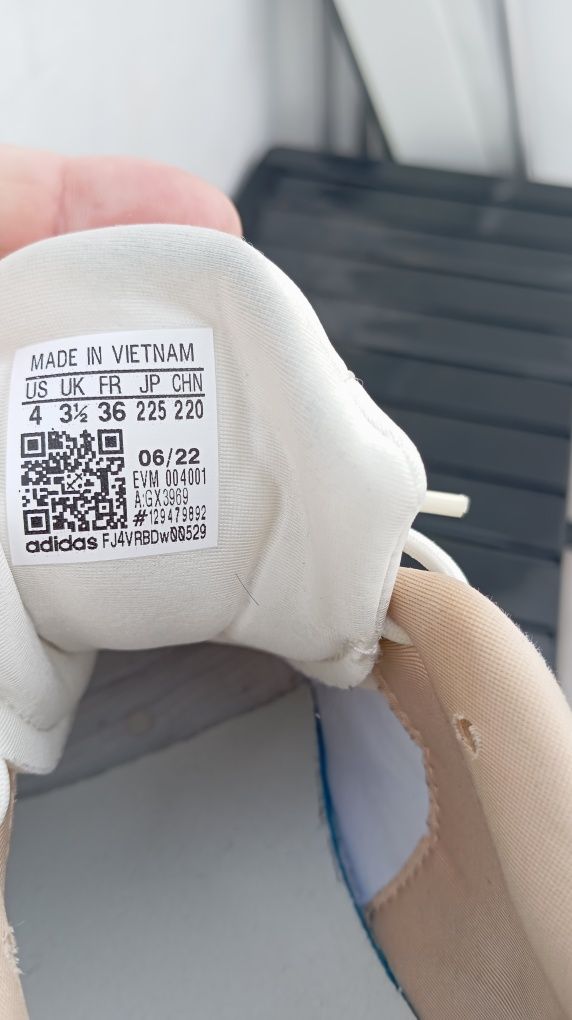 MADE IN VIETNAM
US UK FR JP CHN
4 3½ 36 225 220
06/22
EVM 004001
A:GX3969
#129479892
adidas FJ4VRBDw00529